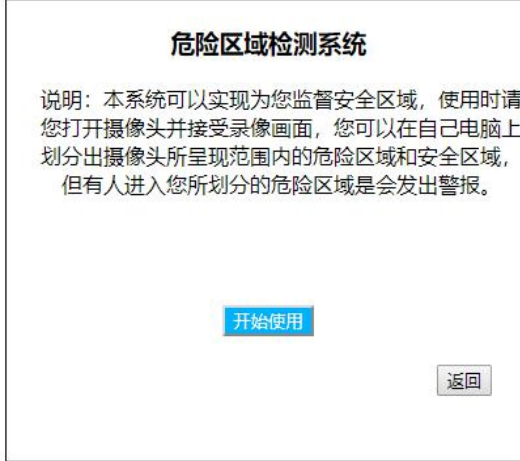 危险区域检测系统
说明：本系统可以实现为您监督安全区域，使用时请
您打开摄像头并接受录像画面，您可以在自己电脑上
划分出摄像头所呈现范围内的危险区域和安全区域，
但有人进入您所划分的危险区域是会发出警报。
开始使用
返回